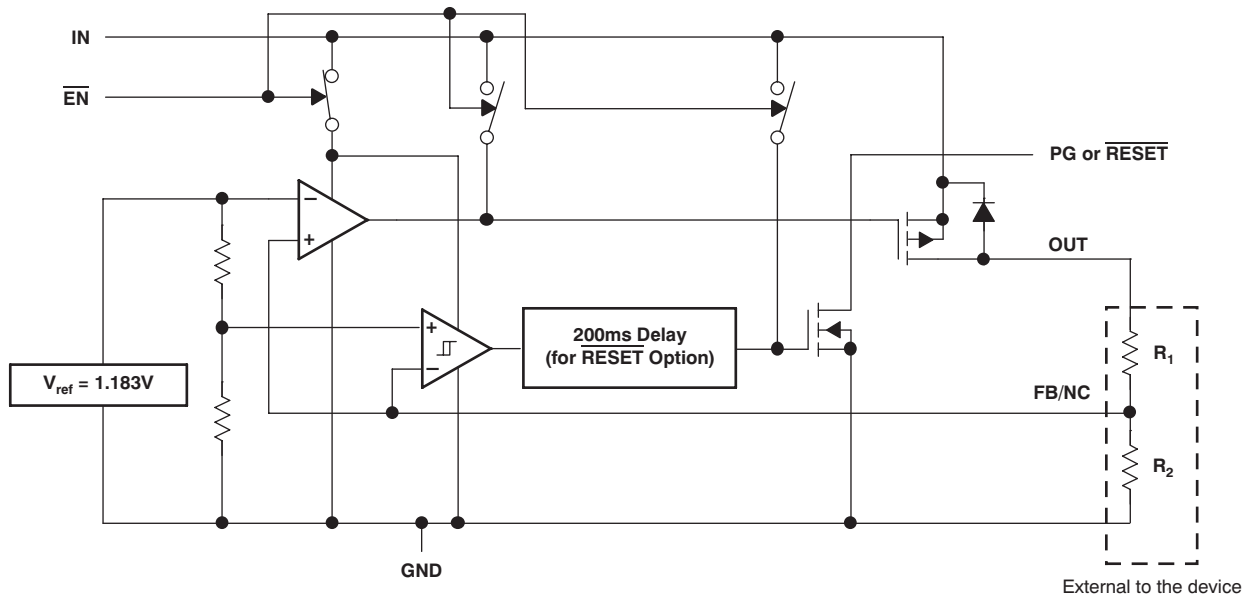 IN
EN
PG or RESET
−
+
OUT
+
−
200ms Delay
(for RESET Option)
R1
Vref = 1.183V
FB/NC
R2
GND
External to the device